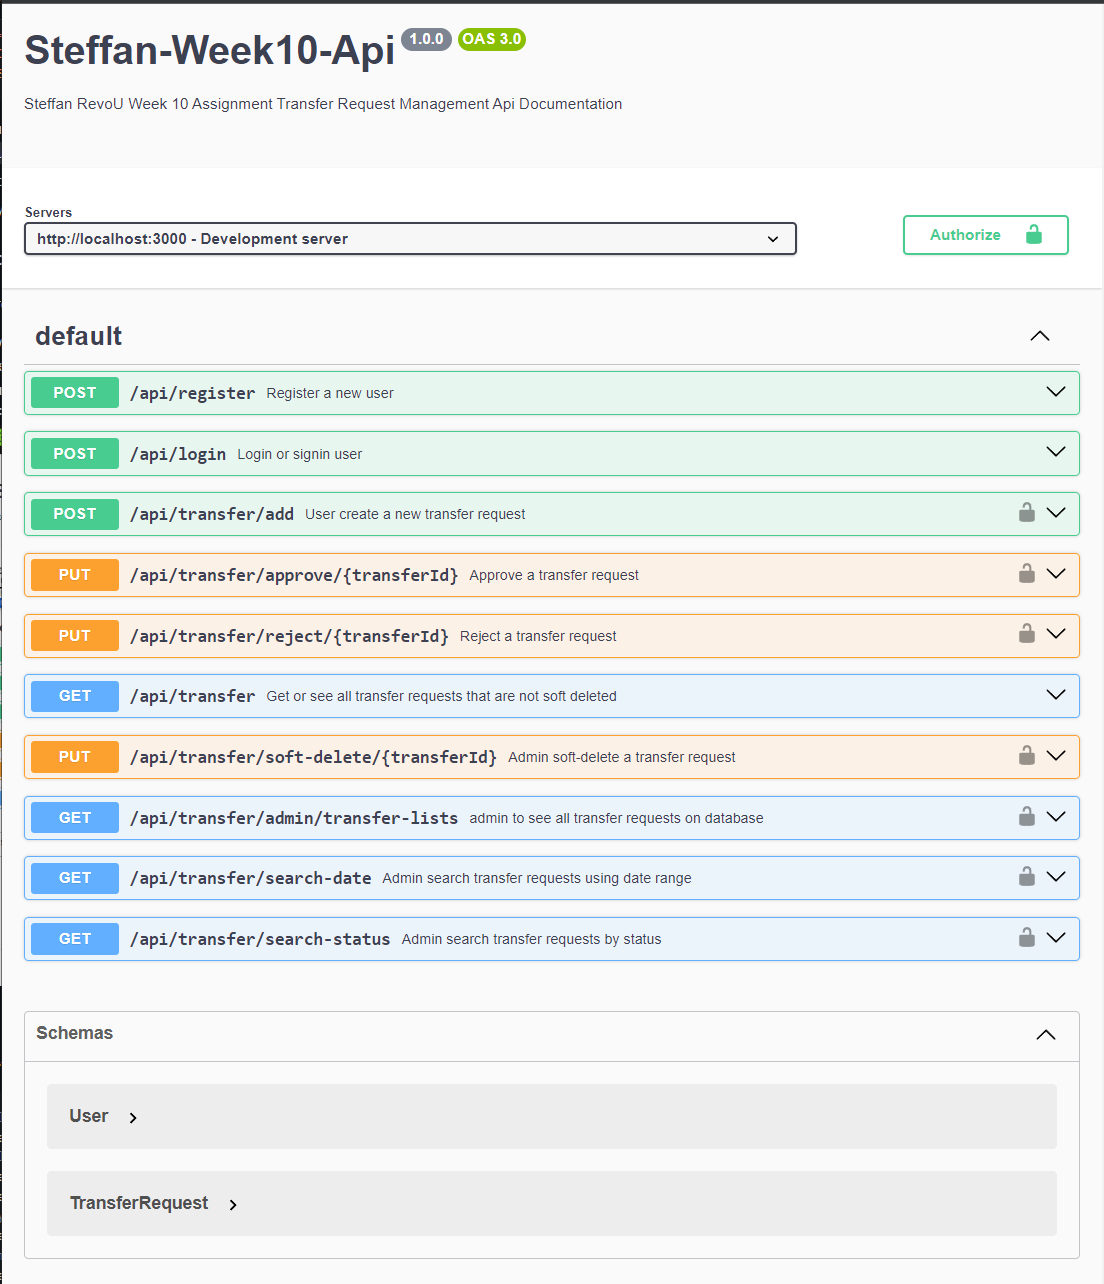 Steffan-Week10-Api 1.0.0 OAS 3.0
Steffan RevoU Week 10 Assignment Transfer Request Management Api Documentation
Servers
http://localhost:3000 - Development server
Authorize
default
POST /api/register Register a new user
POST /api/login Login or signin user
POST /api/transfer/add User create a new transfer request
PUT /api/transfer/approve/{transferId} Approve a transfer request
PUT /api/transfer/reject/{transferId} Reject a transfer request
GET /api/transfer Get or see all transfer requests that are not soft deleted
PUT /api/transfer/soft-delete/{transferId} Admin soft-delete a transfer request
GET /api/transfer/admin/transfer-lists admin to see all transfer requests on database
GET /api/transfer/search-date Admin search transfer requests using date range
GET /api/transfer/search-status Admin search transfer requests by status
Schemas
User
TransferRequest